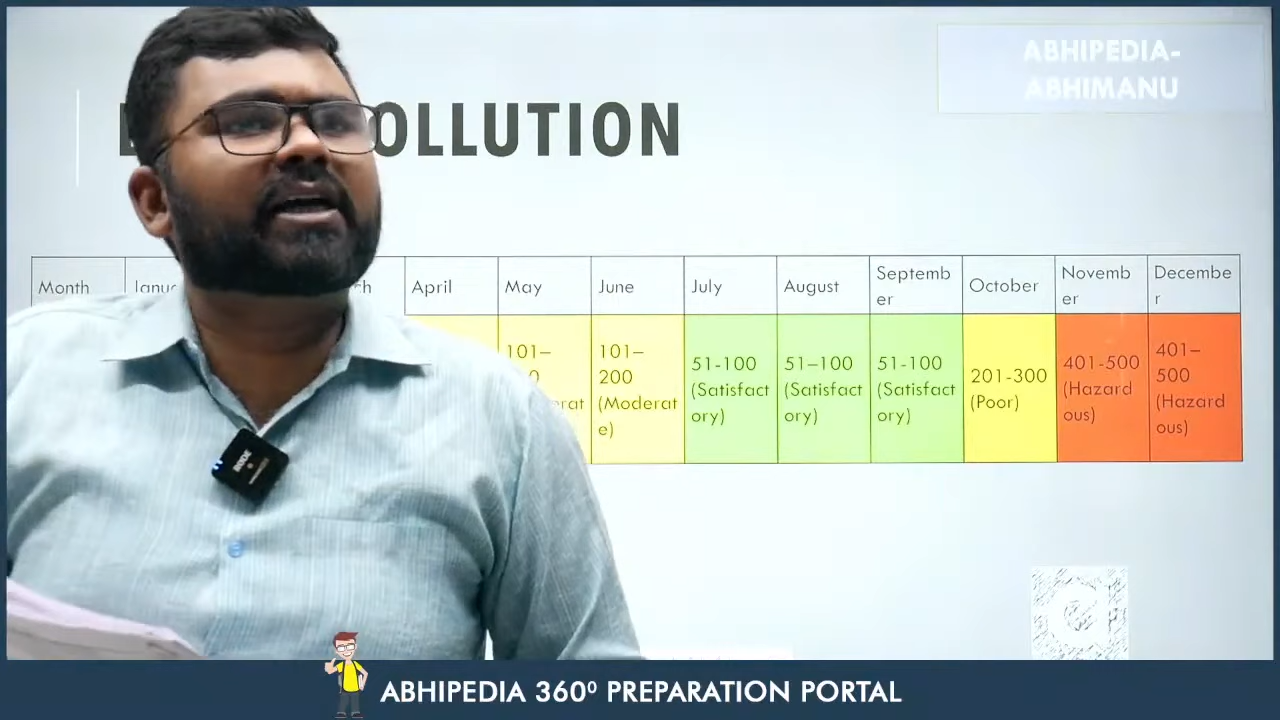 ABHIPEDIA-
ABHIMANU
OLLUTION
Month
April
May
June
July
August
Septemb
er
October
Novemb
er
Decembe
r
101–
101–
200
(Moderat
e)
51-100
(Satisfact
ory)
51–100
(Satisfact
ory)
51-100
(Satisfact
ory)
201-300
(Poor)
401-500
(Hazard
ous)
401–
500
(Hazard
ous)
RODE
ABHIPEDIA 360⁰ PREPARATION PORTAL